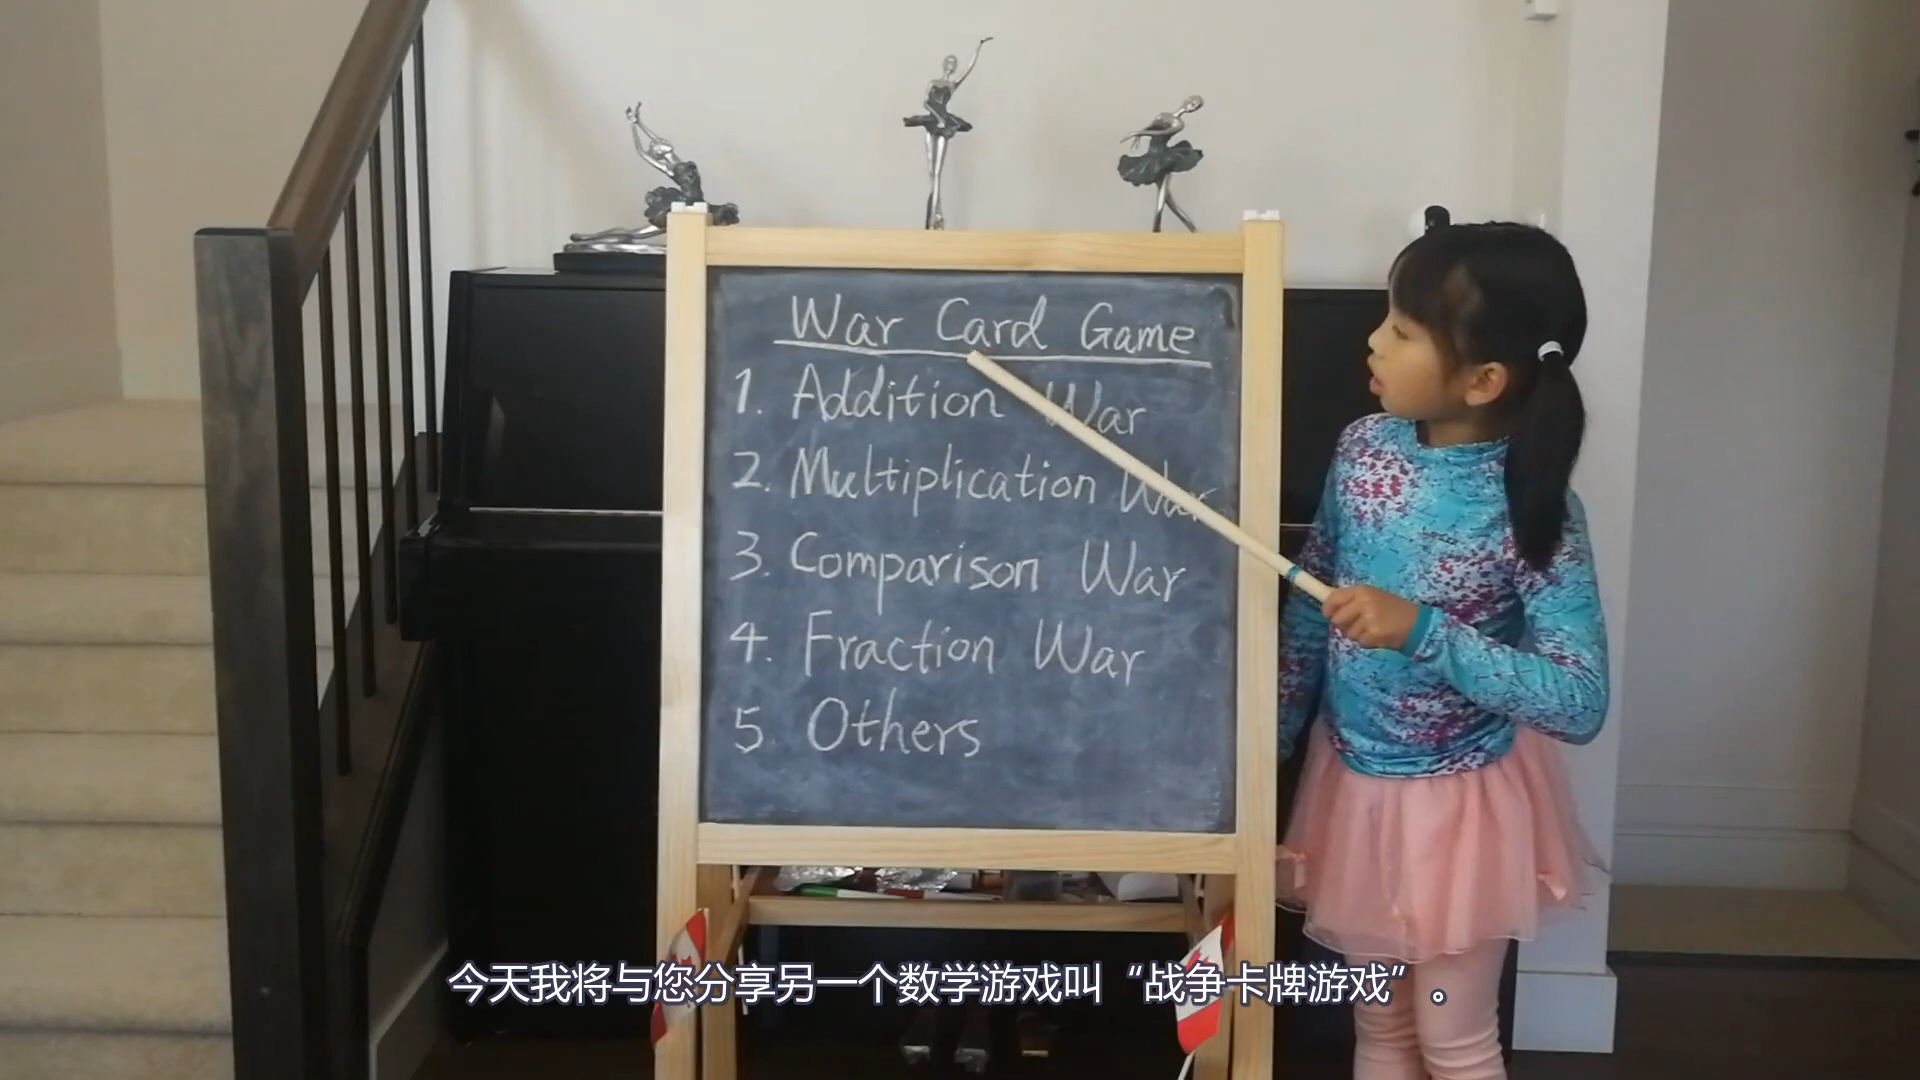 War Card Game
1. Addition War
2. Multiplication War
3. Comparison War
4. Fraction War
5. Others
今天我将与您分享另一个数学游戏叫“战争卡牌游戏”。